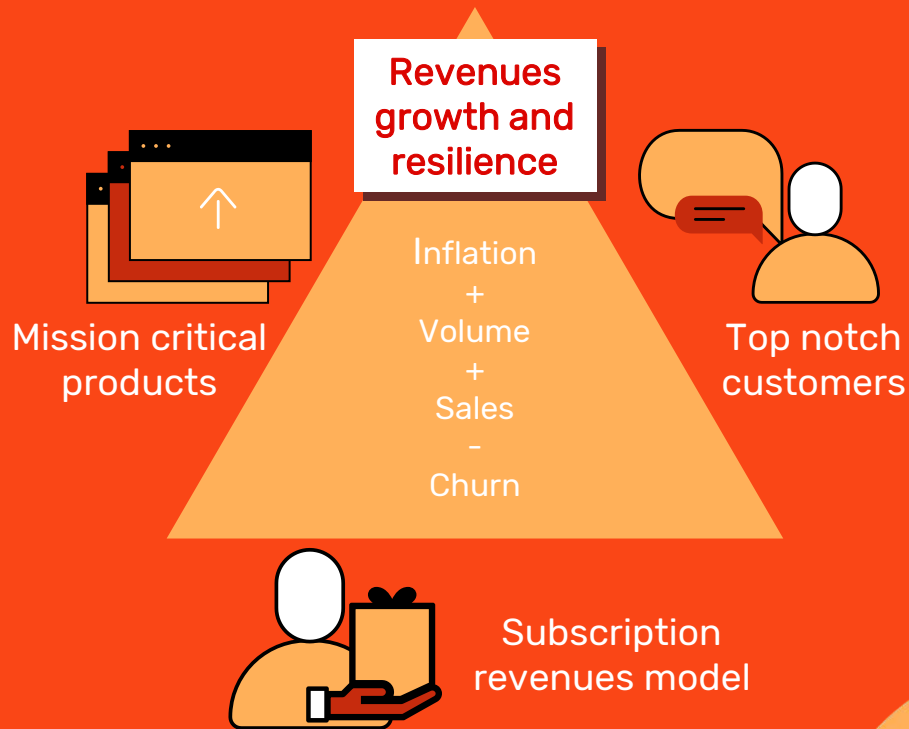 Revenues
growth and
resilience
Inflation
+
Volume
+
Sales
-
Churn
Mission critical
products
Top notch
customers
Subscription
revenues model